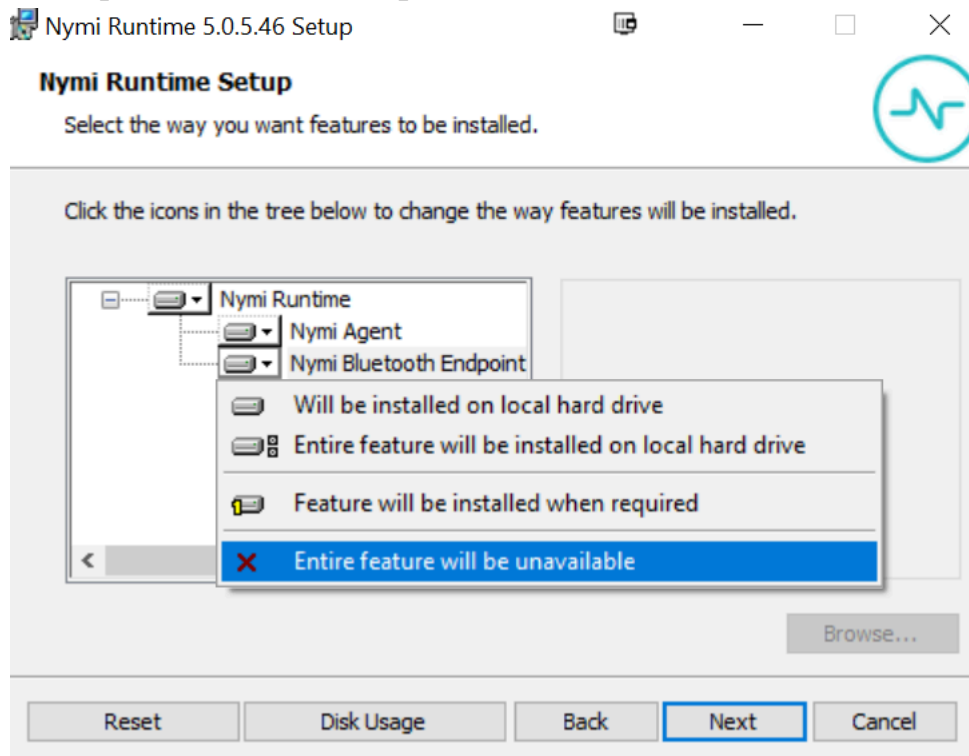 Nymi Runtime 5.0.5.46 Setup
Nymi Runtime Setup
Select the way you want features to be installed.
Click the icons in the tree below to change the way features will be installed.
Nymi Runtime
Nymi Agent
Nymi Bluetooth Endpoint
Will be installed on local hard drive
Entire feature will be installed on local hard drive
Feature will be installed when required
Entire feature will be unavailable
Browse...
Reset Disk Usage Back Next Cancel